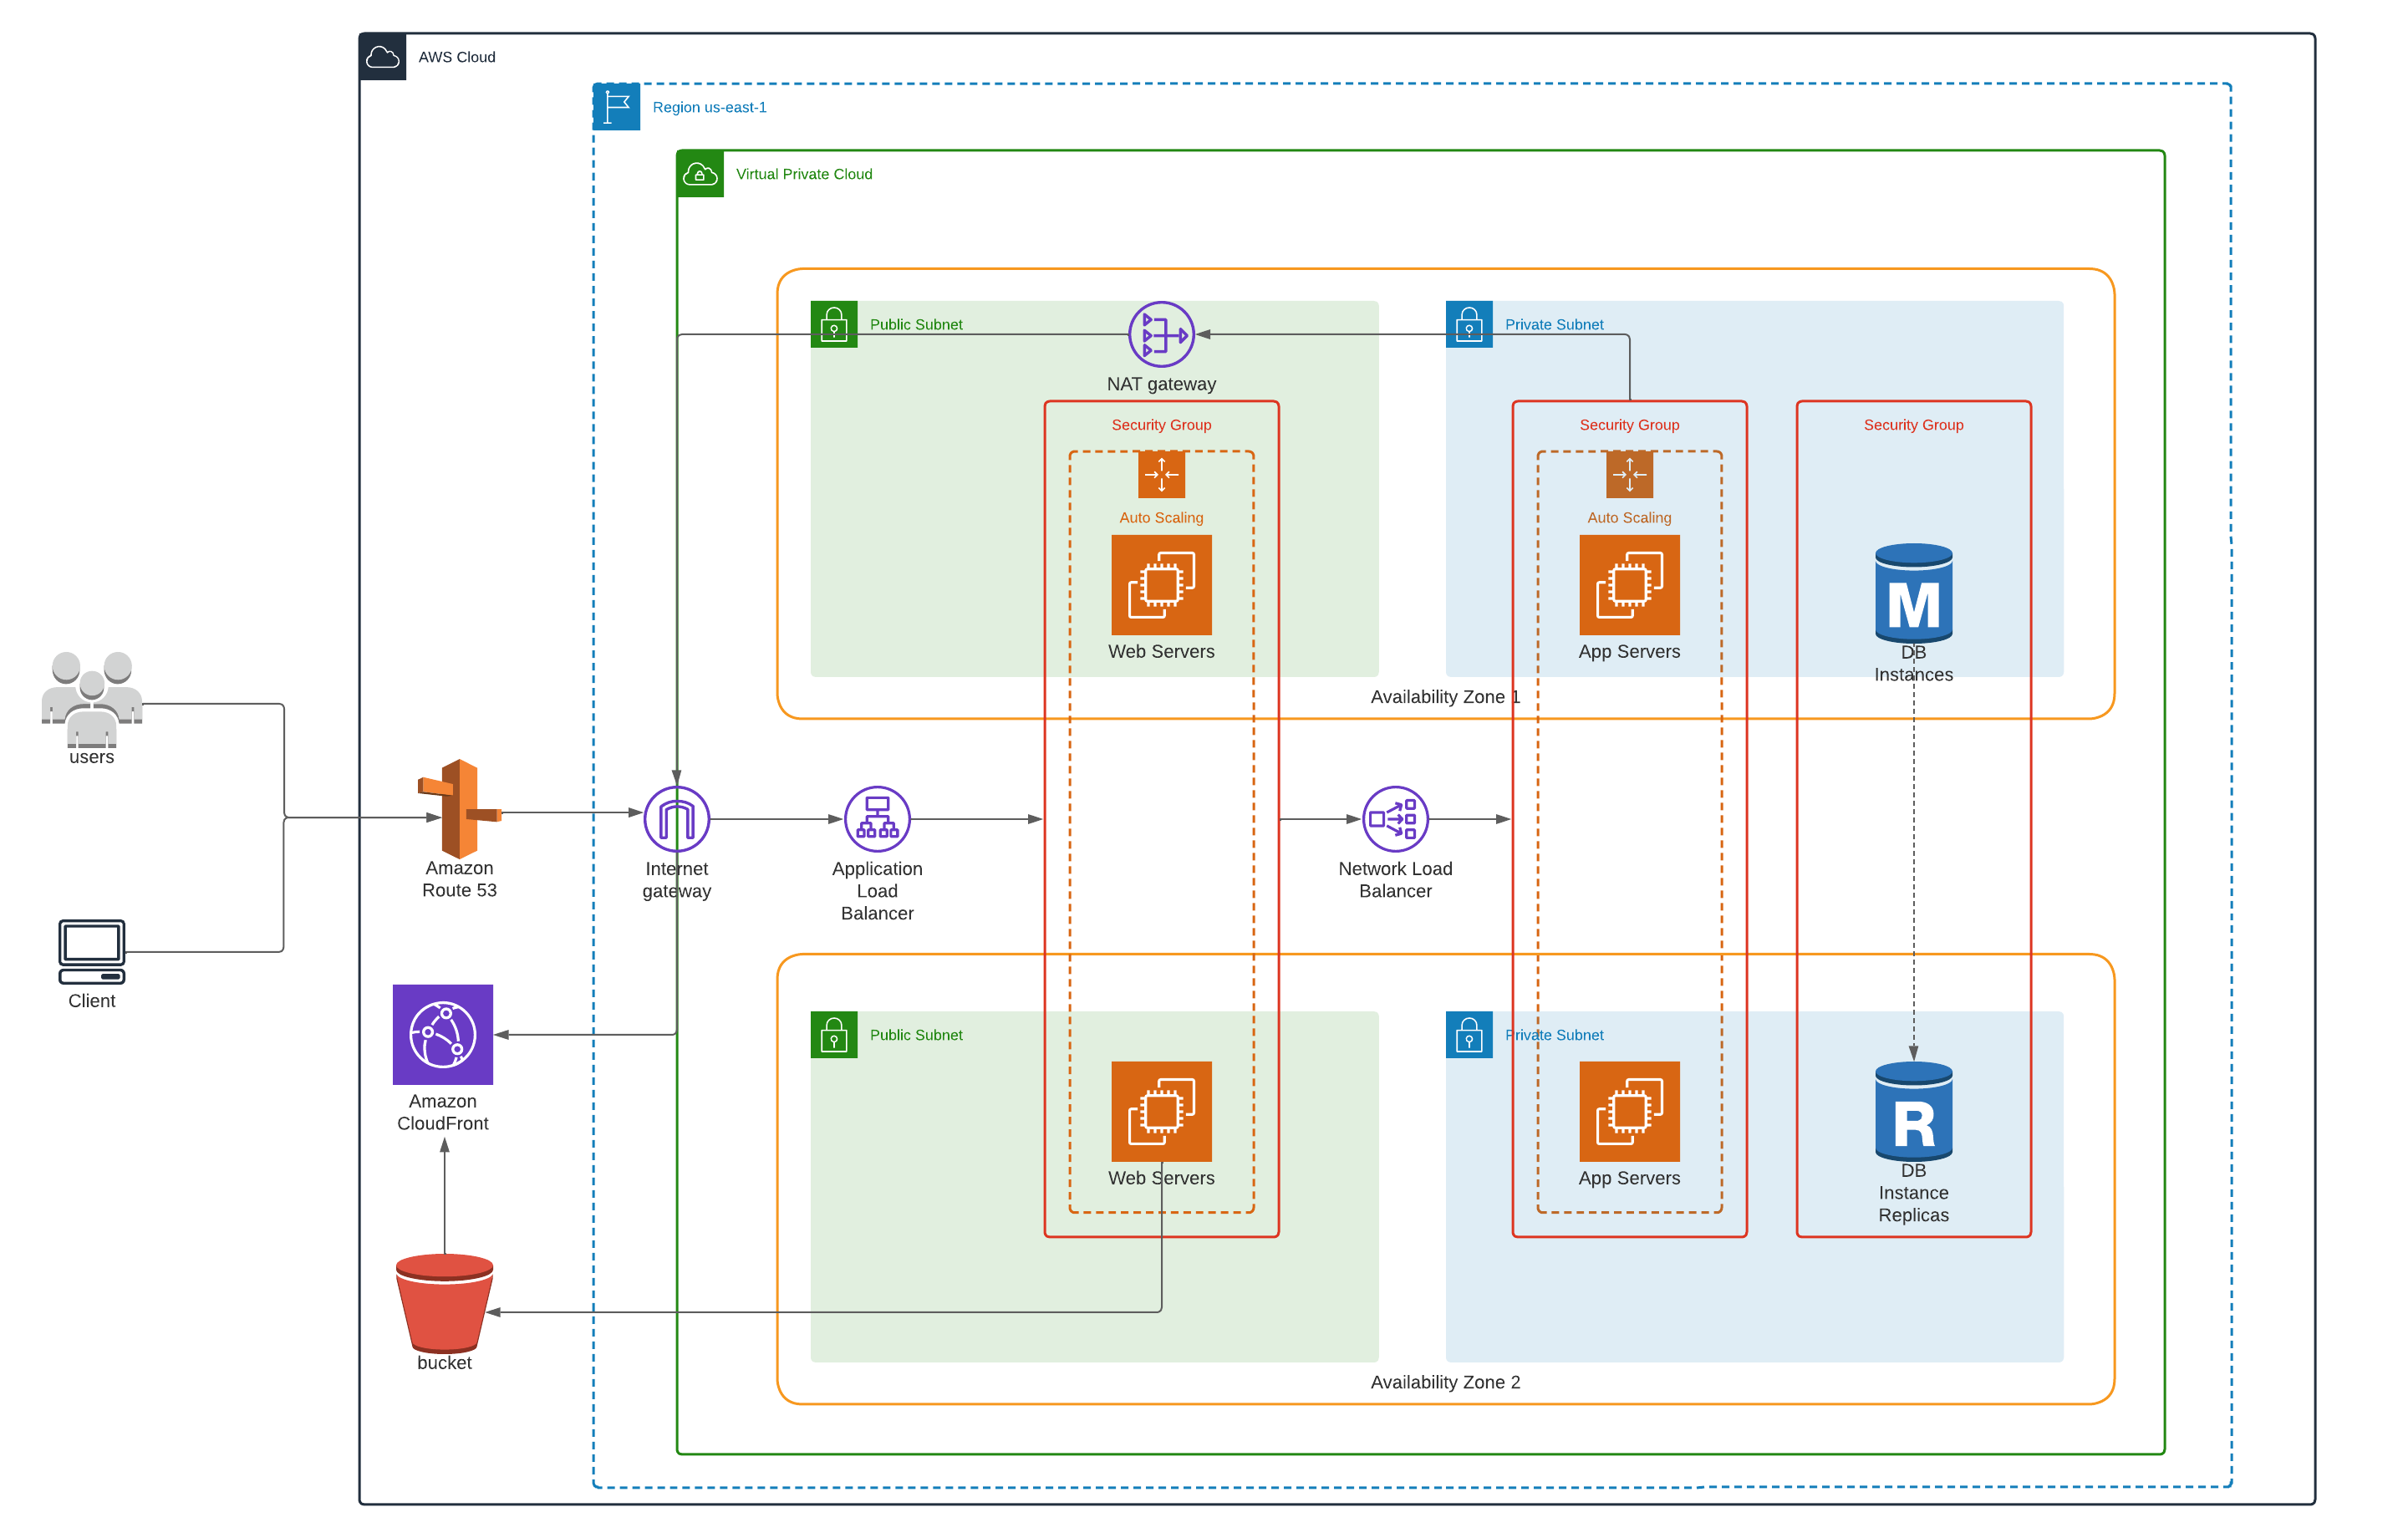 AWS Cloud
Region us-east-1
Virtual Private Cloud
Public Subnet
Private Subnet
NAT gateway
Security Group
Security Group
Security Group
Auto Scaling
Auto Scaling
Web Servers
App Servers
M
DB
Instances
Availability Zone 1
users
Amazon
Route 53
Internet
gateway
Application
Load
Balancer
Network Load
Balancer
Client
Public Subnet
Private Subnet
Amazon
CloudFront
Web Servers
App Servers
R
DB
Instance
Replicas
bucket
Availability Zone 2